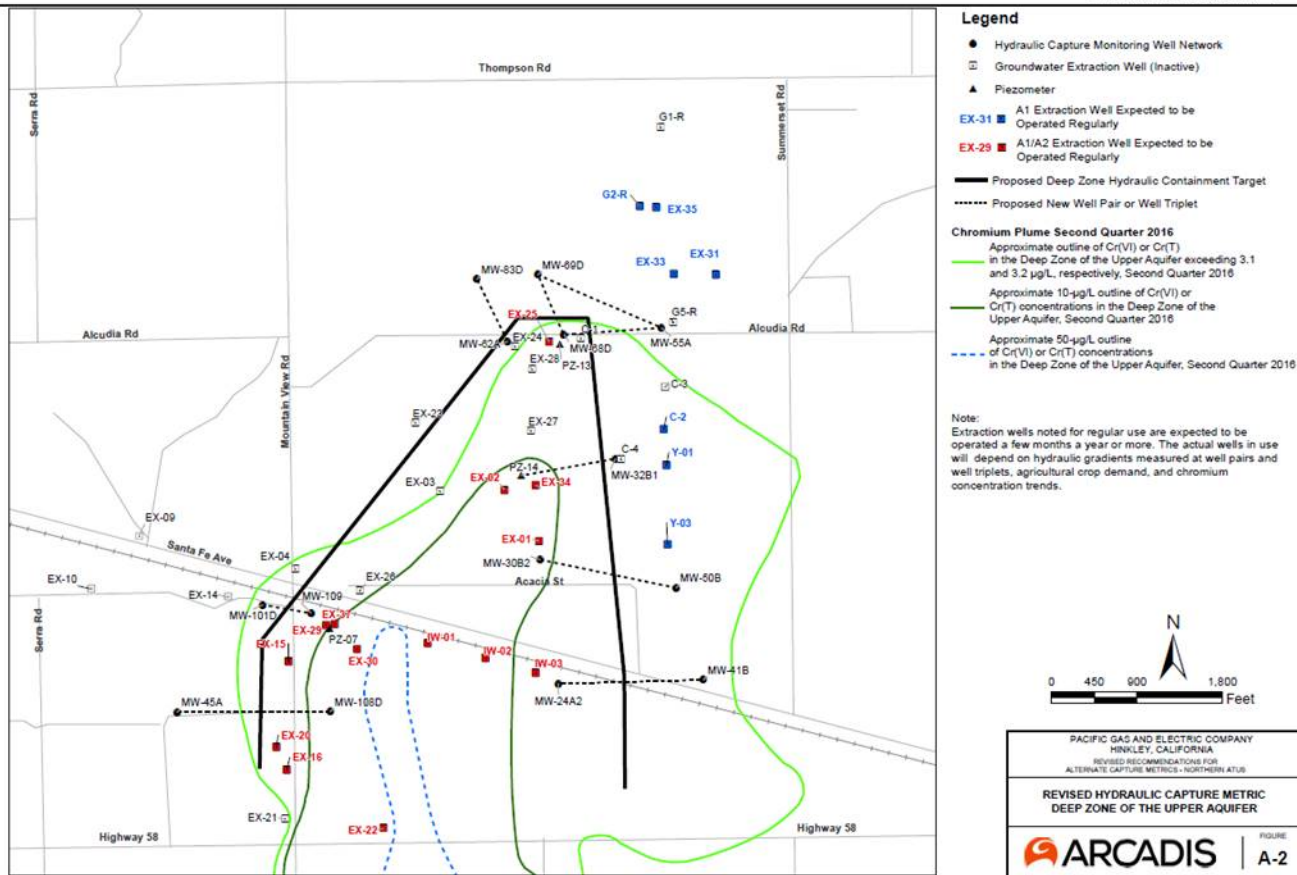 Thompson Rd
Serra Rd
Summerset Rd
G1-R
G2-R
EX-35
MW-83D
MW-69D
EX-33
EX-31
EX-25
G5-R
Alcudia Rd
MW-62A
EX-24
C-1
MW-68D
MW-55A
Alcudia Rd
EX-28
PZ-13
Mountain View Rd
C-3
EX-27
C-2
PZ-14
C-4
MW-32B1
Y-01
EX-03
EX-02
EX-34
EX-09
Santa Fe Ave
EX-01
Y-03
EX-04
MW-30B2
EX-10
EX-14
EX-26
Acacia St
MW-50B
MW-101D
MW-109
Serra Rd
EX-29
EX-37
PZ-07
EX-15
EX-30
IW-01
IW-02
IW-03
MW-41B
MW-24A2
MW-45A
MW-108D
EX-20
EX-16
EX-21
EX-22
Highway 58
Highway 58
Legend
Hydraulic Capture Monitoring Well Network
Groundwater Extraction Well (Inactive)
Piezometer
EX-31 A1 Extraction Well Expected to be
Operated Regularly
EX-29 A1/A2 Extraction Well Expected to be
Operated Regularly
Proposed Deep Zone Hydraulic Containment Target
Proposed New Well Pair or Well Triplet
Chromium Plume Second Quarter 2016
Approximate outline of Cr(VI) or Cr(T)
in the Deep Zone of the Upper Aquifer exceeding 3.1
and 3.2 µg/L, respectively, Second Quarter 2016
Approximate 10-µg/L outline of Cr(VI) or
Cr(T) concentrations in the Deep Zone of the
Upper Aquifer, Second Quarter 2016
Approximate 50-µg/L outline
of Cr(VI) or Cr(T) concentrations
in the Deep Zone of the Upper Aquifer, Second Quarter 2016
Note:
Extraction wells noted for regular use are expected to be
operated a few months a year or more. The actual wells in use
will depend on hydraulic gradients measured at well pairs and
well triplets, agricultural crop demand, and chromium
concentration trends.
N
0 450 900 1,800
Feet
PACIFIC GAS AND ELECTRIC COMPANY
HINKLEY, CALIFORNIA
REVISED RECOMMENDATIONS FOR
ALTERNATE CAPTURE METRICS - NORTHERN ATUS
REVISED HYDRAULIC CAPTURE METRIC
DEEP ZONE OF THE UPPER AQUIFER
ARCADIS
FIGURE
A-2